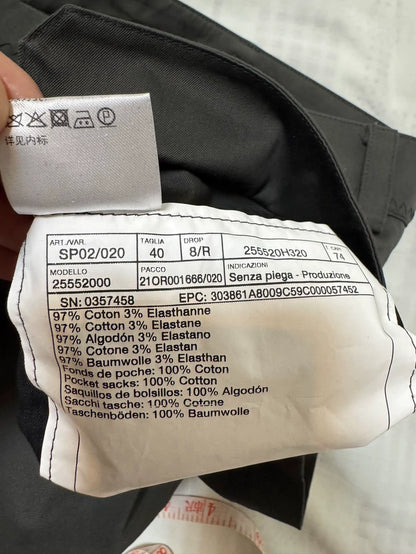 详见内标
ART./VAR. TAGLIA DROP T CAR
SP02/020 40 8/R 255520H320 74
MODELLO PACCO INDICAZIONI
25552000 21OR001666/020 Senza piega - Produzione
SN: 0357458 EPC: 303861A8009C59C000057452
97% Cotton 3% Elasthanne
97% Cotton 3% Elastane
97% Algodón 3% Elastano
97% Cotone 3% Elastan
97% Baumwolle 3% Elasthan
Fonds de poche: 100% Coton
Pocket sacks: 100% Cotton
Saquillos de bolsillos: 100% Algodón
Sacchi tasche: 100% Cotone
Taschenböden: 100% Baumwolle
4